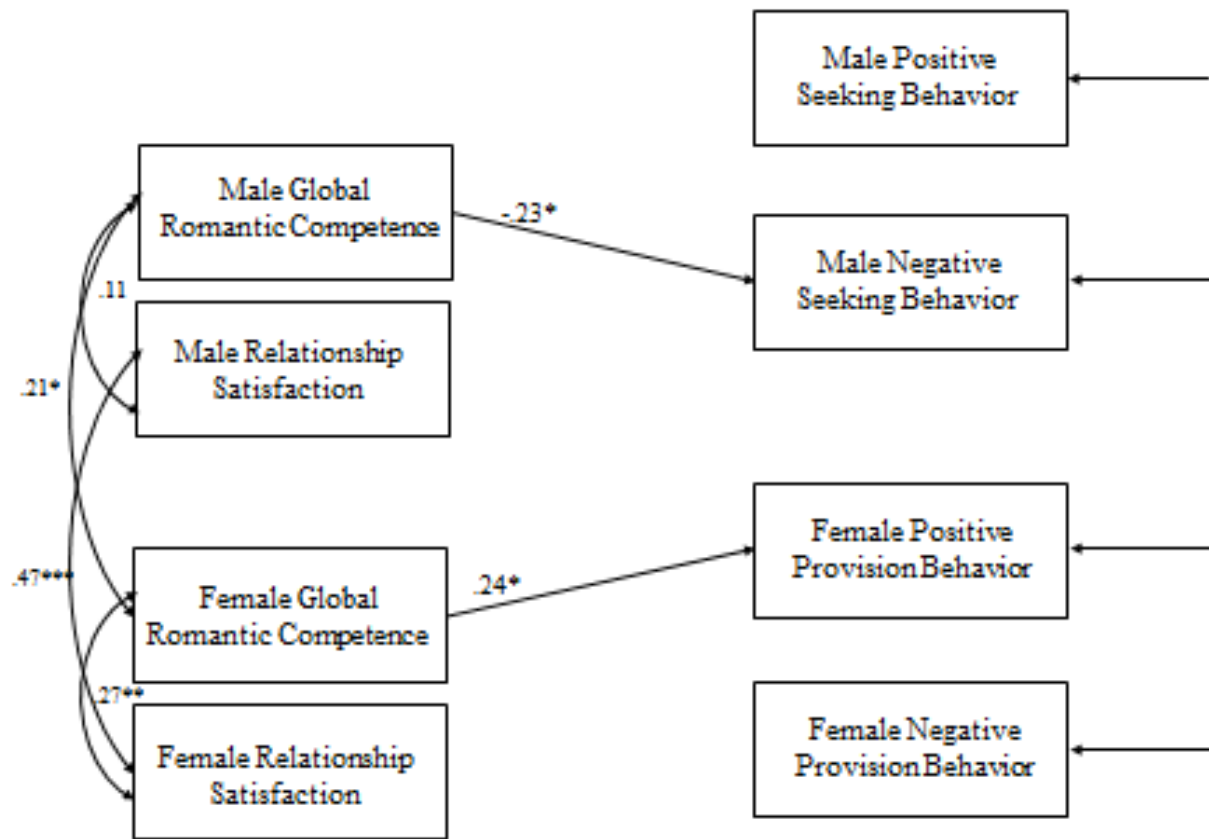 Male Positive
Seeking Behavior
Male Global
Romantic Competence
-.23*
Male Negative
Seeking Behavior
.11
Male Relationship
Satisfaction
.21*
Female Positive
Provision Behavior
.47***
Female Global
Romantic Competence
.24*
.27**
Female Relationship
Satisfaction
Female Negative
Provision Behavior